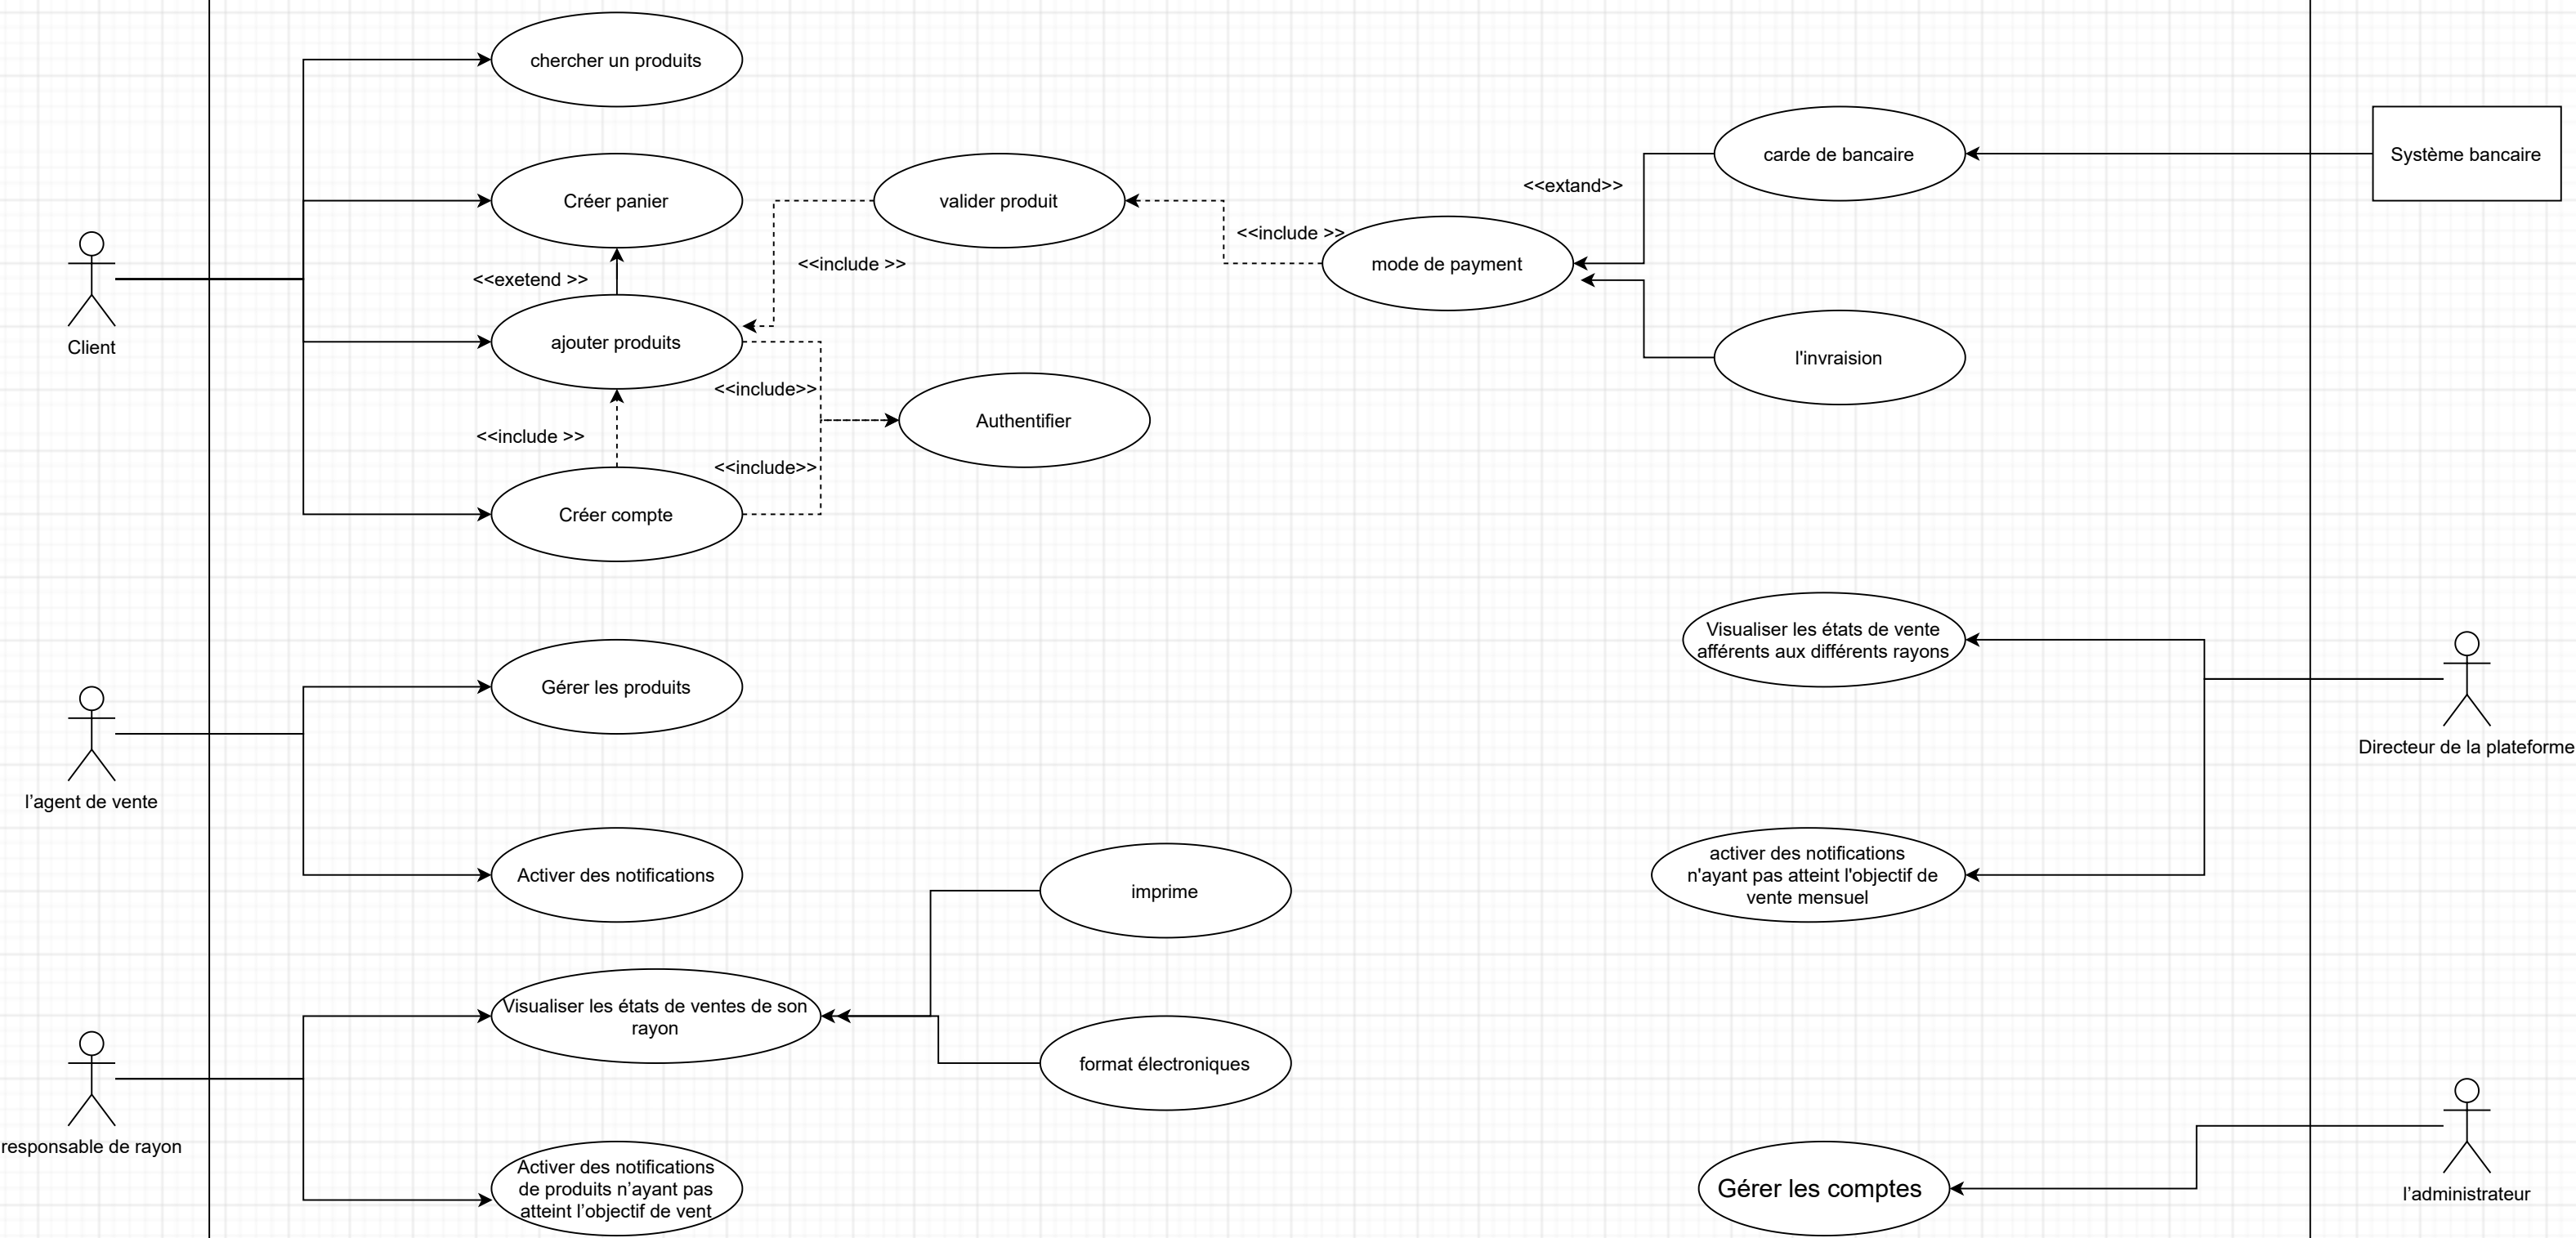 chercher un produits
carde de bancaire
Système bancaire
<<extand>>
Créer panier
valider produit
<<include >>
mode de payment
<<include >>
<<exetend >>
Client
ajouter produits
l'invraision
<<include>>
Authentifier
<<include >>
<<include>>
Créer compte
Visualiser les états de vente
afférents aux différents rayons
Gérer les produits
Directeur de la plateforme
l’agent de vente
Activer des notifications
activer des notifications
n'ayant pas atteint l'objectif de
vente mensuel
imprime
Visualiser les états de ventes de son
rayon
format électroniques
responsable de rayon
Activer des notifications
de produits n’ayant pas
atteint l’objectif de vent
Gérer les comptes
l’administrateur